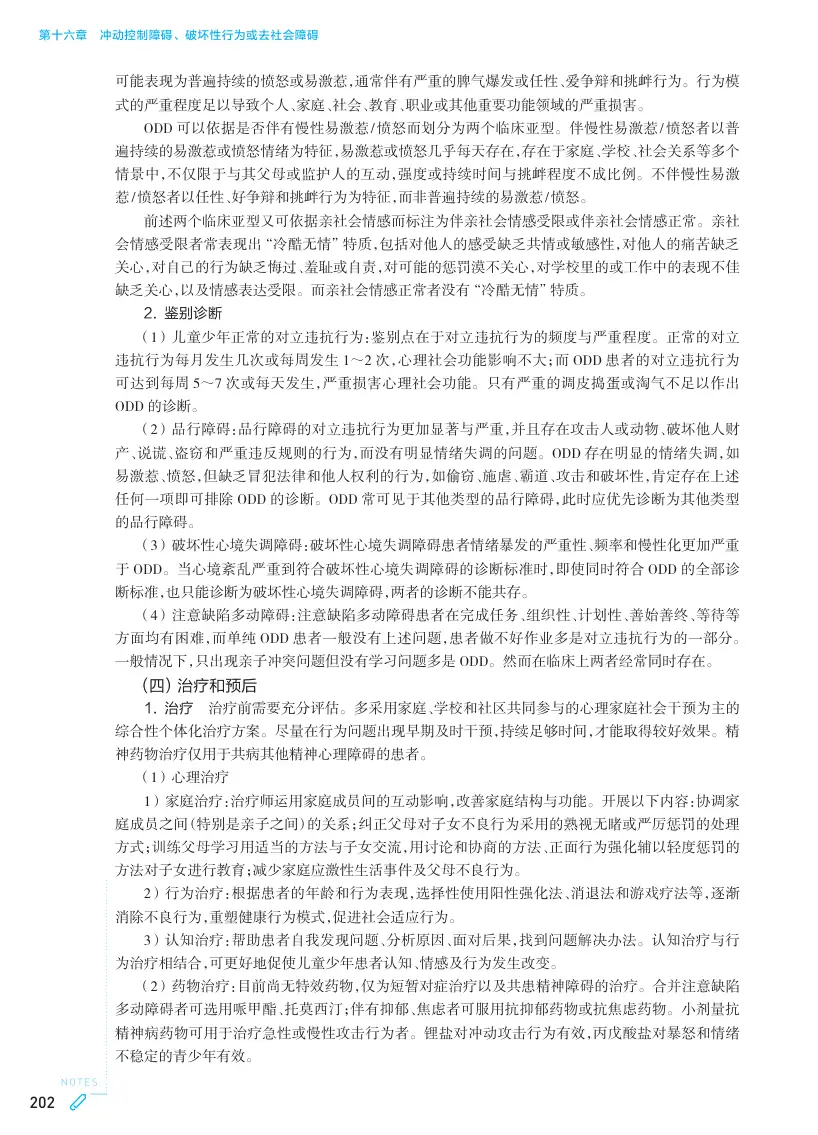 第十六章　冲动控制障碍、破坏性行为或去社会障碍
可能表现为普遍持续的愤怒或易激惹，通常伴有严重的脾气爆发或任性、爱争辩和挑衅行为。行为模
式的严重程度足以导致个人、家庭、社会、教育、职业或其他重要功能领域的严重损害。
ODD 可以依据是否伴有慢性易激惹/愤怒而划分为两个临床亚型。伴慢性易激惹/愤怒者以普
遍持续的易激惹或愤怒情绪为特征，易激惹或愤怒几乎每天存在，存在于家庭、学校、社会关系等多个
情景中，不仅限于与其父母或监护人的互动，强度或持续时间与挑衅程度不成比例。不伴慢性易激
惹/愤怒者以任性、好争辩和挑衅行为为特征，而非普遍持续的易激惹/愤怒。
前述两个临床亚型又可依据亲社会情感而标注为伴亲社会情感受限或伴亲社会情感正常。亲社
会情感受限者常表现出“冷酷无情”特质，包括对他人的感受缺乏共情或敏感性，对他人的痛苦缺乏
关心，对自己的行为缺乏悔过、羞耻或自责，对可能的惩罚漠不关心，对学校里的或工作中的表现不佳
缺乏关心，以及情感表达受限。而亲社会情感正常者没有“冷酷无情”特质。
2. 鉴别诊断
（1）儿童少年正常的对立违抗行为：鉴别点在于对立违抗行为的频度与严重程度。正常的对立
违抗行为每月发生几次或每周发生 1～2 次，心理社会功能影响不大；而 ODD 患者的对立违抗行为
可达到每周 5～7 次或每天发生，严重损害心理社会功能。只有严重的调皮捣蛋或淘气不足以作出
ODD 的诊断。
（2）品行障碍：品行障碍的对立违抗行为更加显著与严重，并且存在攻击人或动物、破坏他人财
产、说谎、盗窃和严重违反规则的行为，而没有明显情绪失调的问题。ODD 存在明显的情绪失调，如
易激惹、愤怒，但缺乏冒犯法律和他人权利的行为，如偷窃、施虐、霸道、攻击和破坏性，肯定存在上述
任何一项即可排除 ODD 的诊断。ODD 常可见于其他类型的品行障碍，此时应优先诊断为其他类型
的品行障碍。
（3）破坏性心境失调障碍：破坏性心境失调障碍患者情绪暴发的严重性、频率和慢性化更加严重
于 ODD。当心境紊乱严重到符合破坏性心境失调障碍的诊断标准时，即使同时符合 ODD 的全部诊
断标准，也只能诊断为破坏性心境失调障碍，两者的诊断不能共存。
（4）注意缺陷多动障碍：注意缺陷多动障碍患者在完成任务、组织性、计划性、善始善终、等待等
方面均有困难，而单纯 ODD 患者一般没有上述问题，患者做不好作业多是对立违抗行为的一部分。
一般情况下，只出现亲子冲突问题但没有学习问题多是 ODD。然而在临床上两者经常同时存在。
（四）治疗和预后
1. 治疗　治疗前需要充分评估。多采用家庭、学校和社区共同参与的心理家庭社会干预为主的
综合性个体化治疗方案。尽量在行为问题出现早期及时干预，持续足够时间，才能取得较好效果。精
神药物治疗仅用于共病其他精神心理障碍的患者。
（1）心理治疗
1）家庭治疗：治疗师运用家庭成员间的互动影响，改善家庭结构与功能。开展以下内容：协调家
庭成员之间（特别是亲子之间）的关系；纠正父母对子女不良行为采用的熟视无睹或严厉惩罚的处理
方式；训练父母学习用适当的方法与子女交流，用讨论和协商的方法、正面行为强化辅以轻度惩罚的
方法对子女进行教育；减少家庭应激性生活事件及父母不良行为。
2）行为治疗：根据患者的年龄和行为表现，选择性使用阳性强化法、消退法和游戏疗法等，逐渐
消除不良行为，重塑健康行为模式，促进社会适应行为。
3）认知治疗：帮助患者自我发现问题、分析原因、面对后果，找到问题解决办法。认知治疗与行
为治疗相结合，可更好地促使儿童少年患者认知、情感及行为发生改变。
（2）药物治疗：目前尚无特效药物，仅为短暂对症治疗以及共患精神障碍的治疗。合并注意缺陷
多动障碍者可选用哌甲酯、托莫西汀；伴有抑郁、焦虑者可服用抗抑郁药物或抗焦虑药物。小剂量抗
精神病药物可用于治疗急性或慢性攻击行为者。锂盐对冲动攻击行为有效，丙戊酸盐对暴怒和情绪
不稳定的青少年有效。
NOTES
202